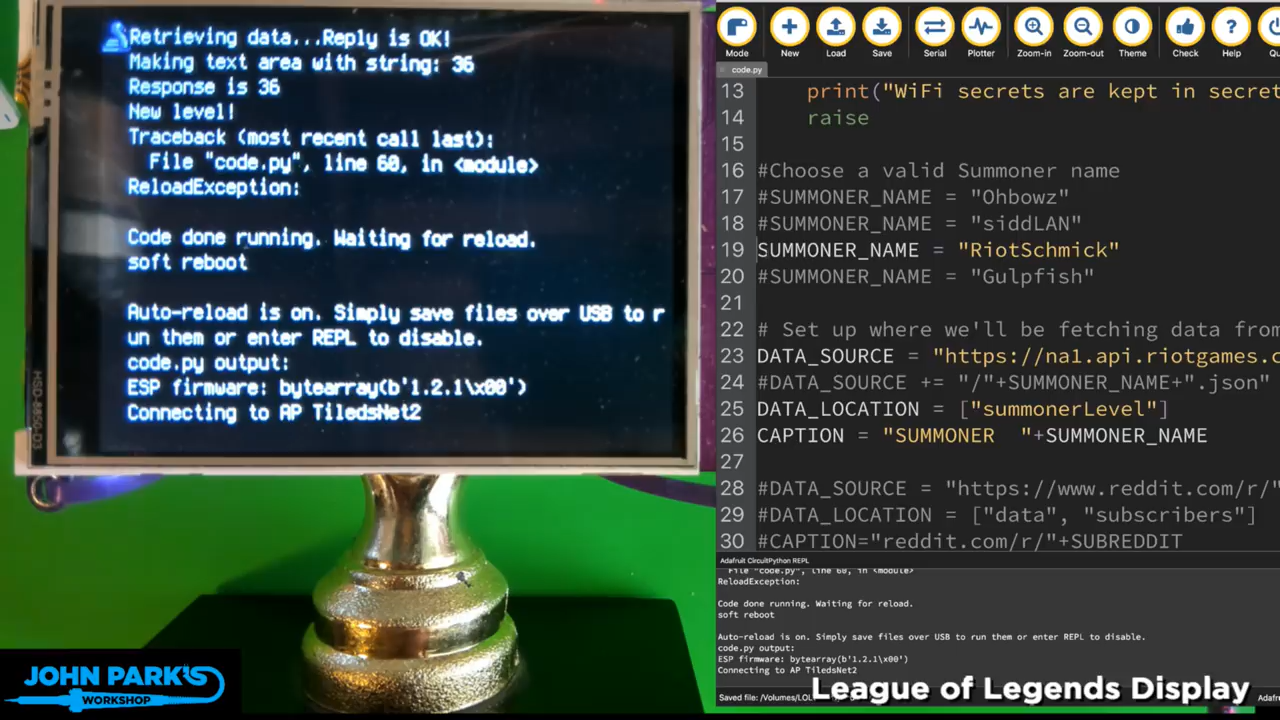 Retrieving data...Reply is OK!
Making text area with string: 36
Response is 36
New level!
Traceback (most recent call last):
File "code.py", line 60, in <module>
ReloadException:
Code done running. Waiting for reload.
soft reboot
Auto-reload is on. Simply save files over USB to r
un them or enter REPL to disable.
code.py output:
ESP firmware: bytearray(b'1.2.1\x00')
Connecting to AP TiledsNet2
HSD-8650-D3
JOHN PARK'S
WORKSHOP
Mode New Load Save Serial Plotter Zoom-in Zoom-out Theme Check Help
code.py
13 print("WiFi secrets are kept in secret
14 raise
15
16 #Choose a valid Summoner name
17 #SUMMONER_NAME = "Ohbowz"
18 #SUMMONER_NAME = "siddLAN"
19 SUMMONER_NAME = "RiotSchmick"
20 #SUMMONER_NAME = "Gulpfish"
21
22 # Set up where we'll be fetching data from
23 DATA_SOURCE = "https://na1.api.riotgames.c
24 #DATA_SOURCE += "/"+SUMMONER_NAME+".json"
25 DATA_LOCATION = ["summonerLevel"]
26 CAPTION = "SUMMONER  "+SUMMONER_NAME
27
28 #DATA_SOURCE = "https://www.reddit.com/r/"
29 #DATA_LOCATION = ["data", "subscribers"]
30 #CAPTION="reddit.com/r/"+SUBREDDIT
Adafruit CircuitPython REPL
File "code.py", line 60, in <module>
ReloadException:
Code done running. Waiting for reload.
soft reboot
Auto-reload is on. Simply save files over USB to run them or enter REPL to disable.
code.py output:
ESP firmware: bytearray(b'1.2.1\x00')
Connecting to AP TiledsNet2
Saved file: /Volumes/LOL
League of Legends Display